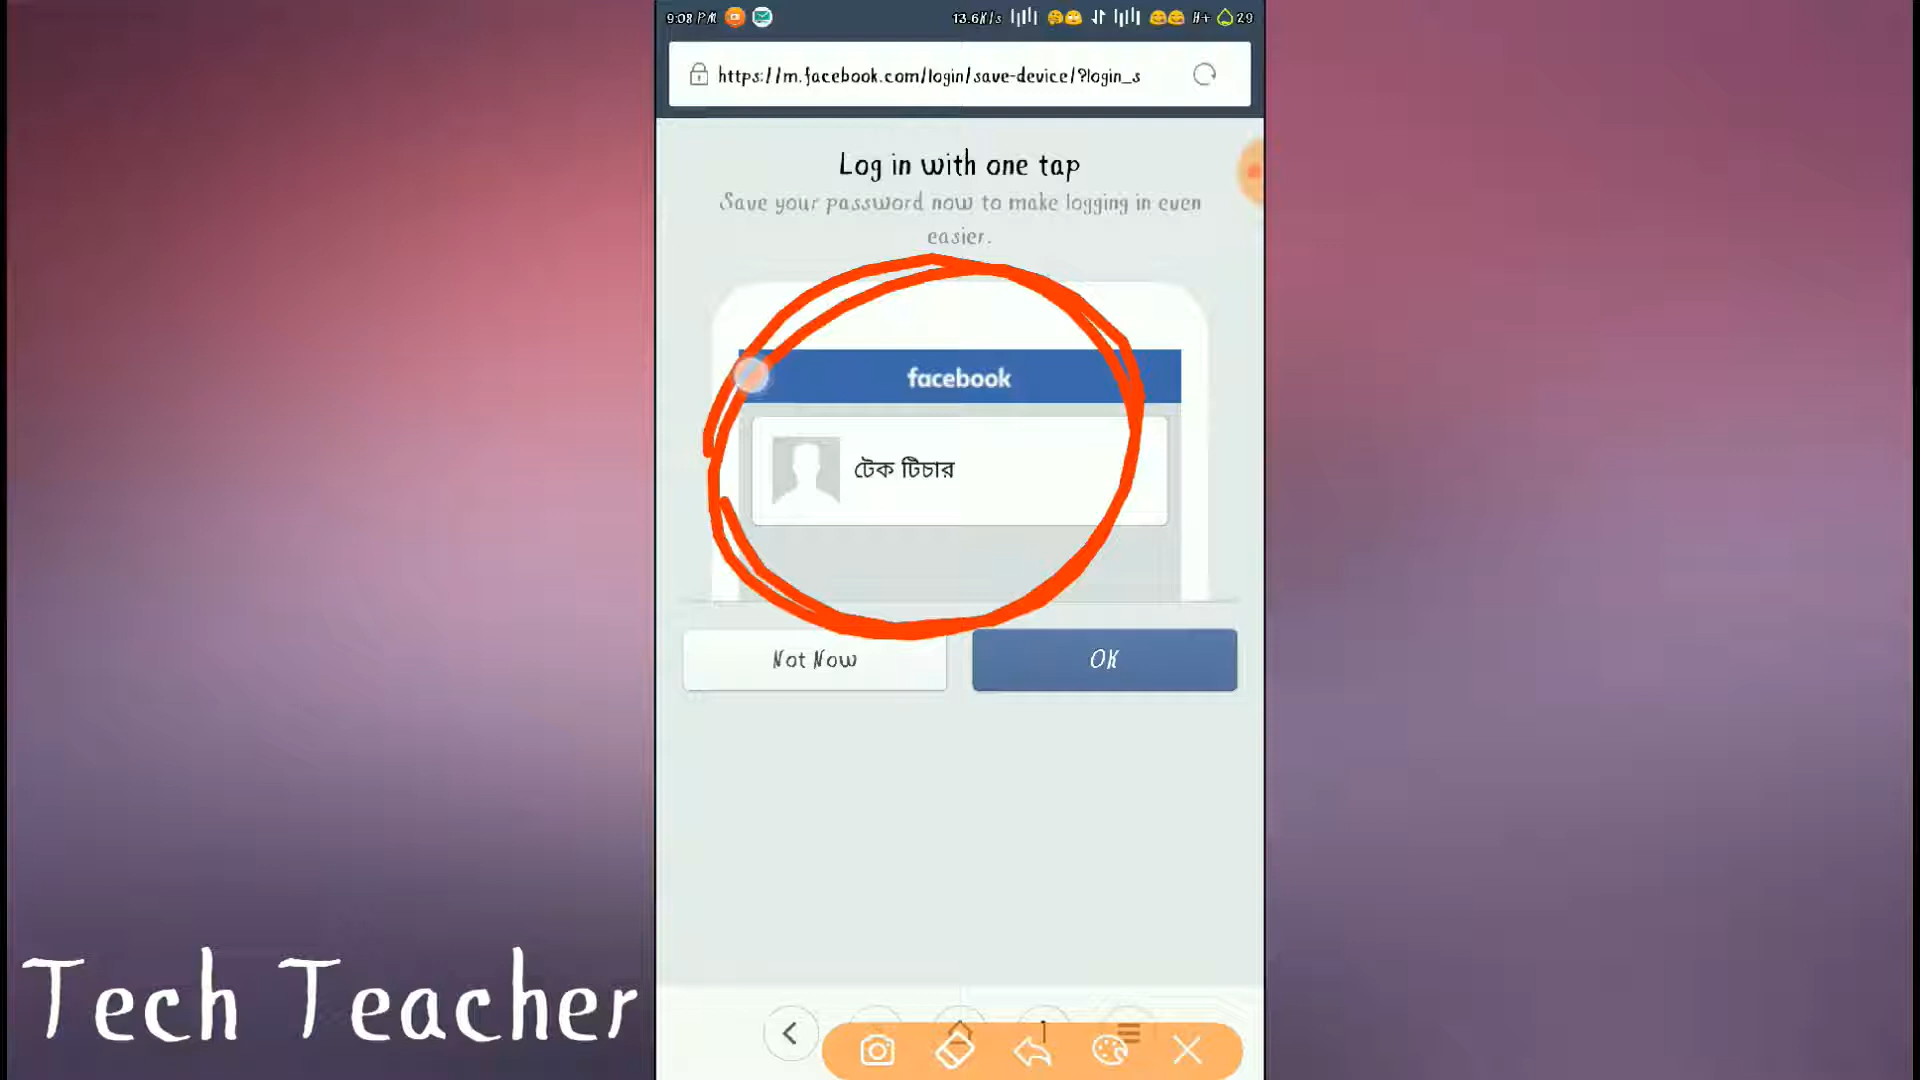 9:08 PM 13.6K/s H+ 29
https://m.facebook.com/login/save-device/?login_s
Log in with one tap
Save your password now to make logging in even
easier.
facebook
টেক টিচার
Not Now OK
Tech Teacher
1